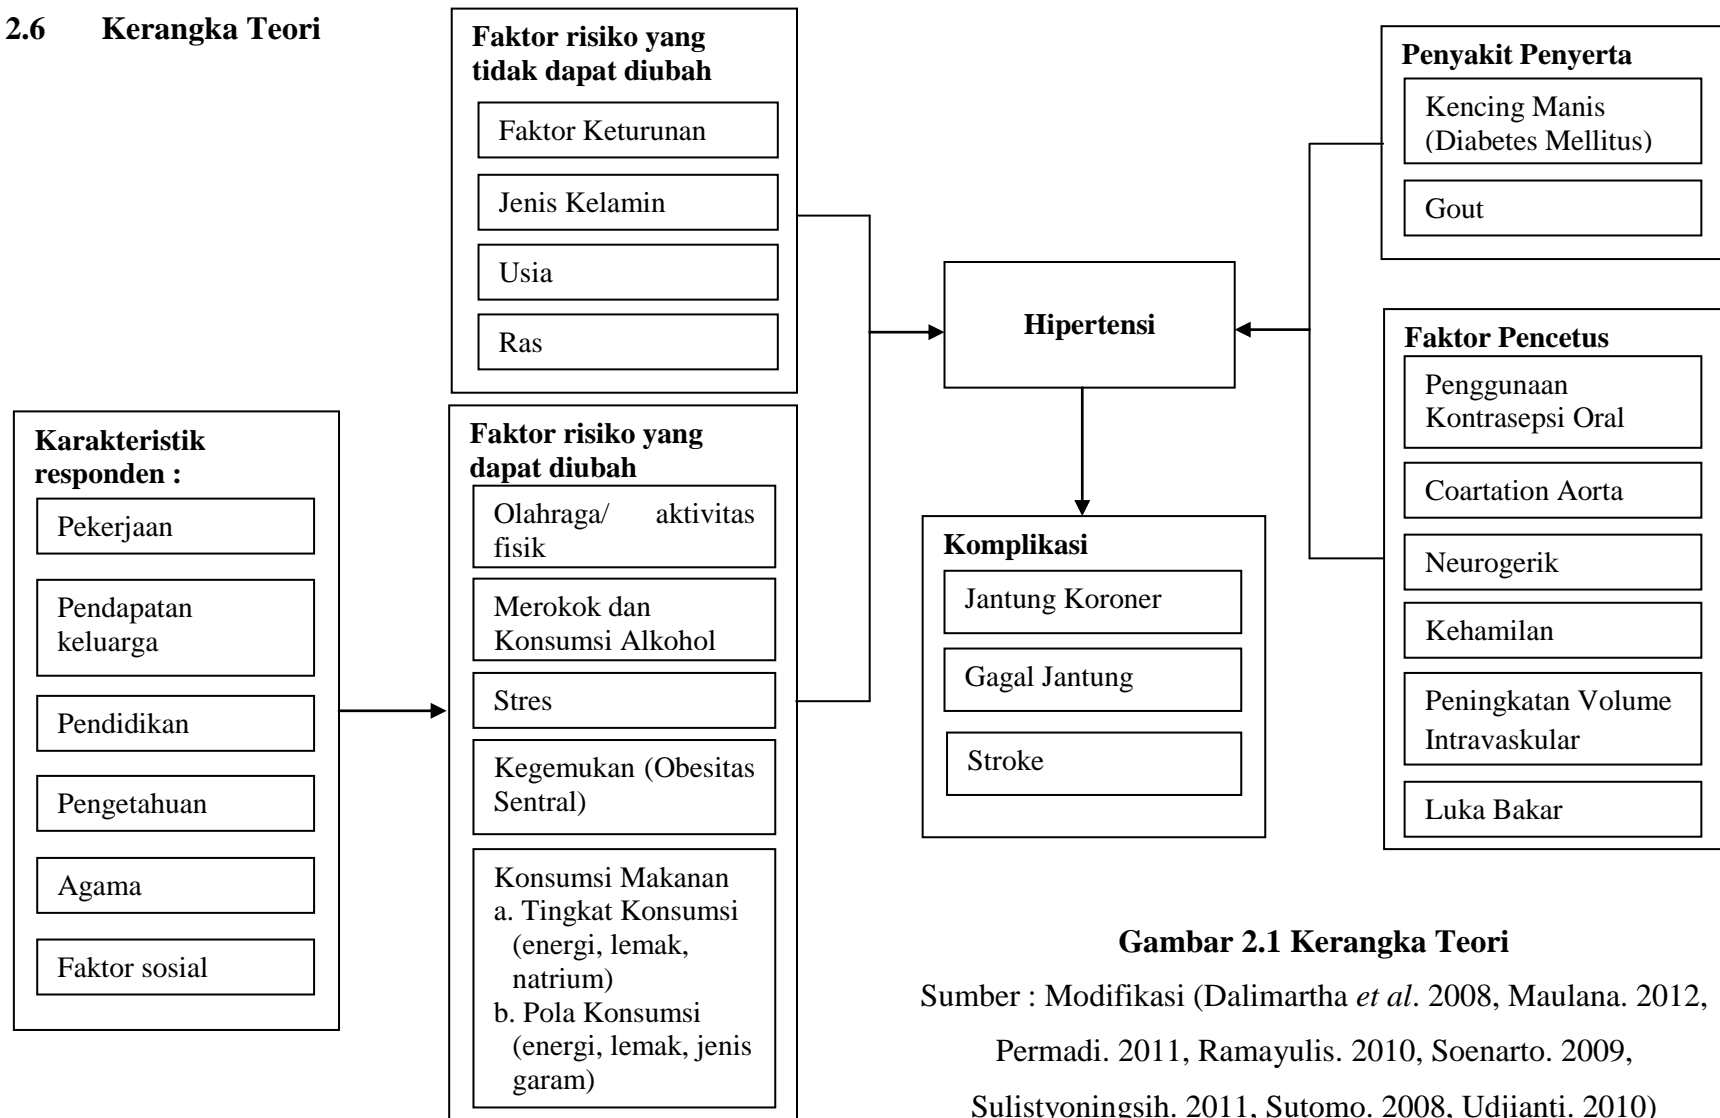 2.6 Kerangka Teori
Faktor risiko yang
tidak dapat diubah
Faktor Keturunan
Jenis Kelamin
Usia
Ras
Karakteristik
responden :
Pekerjaan
Pendapatan
keluarga
Pendidikan
Pengetahuan
Agama
Faktor sosial
Faktor risiko yang
dapat diubah
Olahraga/ aktivitas
fisik
Merokok dan
Konsumsi Alkohol
Stres
Kegemukan (Obesitas
Sentral)
Konsumsi Makanan
a. Tingkat Konsumsi
(energi, lemak,
natrium)
b. Pola Konsumsi
(energi, lemak, jenis
garam)
Hipertensi
Komplikasi
Jantung Koroner
Gagal Jantung
Stroke
Penyakit Penyerta
Kencing Manis
(Diabetes Mellitus)
Gout
Faktor Pencetus
Penggunaan
Kontrasepsi Oral
Coartation Aorta
Neurogerik
Kehamilan
Peningkatan Volume
Intravaskular
Luka Bakar
Gambar 2.1 Kerangka Teori
Sumber : Modifikasi (Dalimartha et al. 2008, Maulana. 2012,
Permadi. 2011, Ramayulis. 2010, Soenarto. 2009,
Sulistyoningsih. 2011, Sutomo. 2008, Udjianti. 2010)